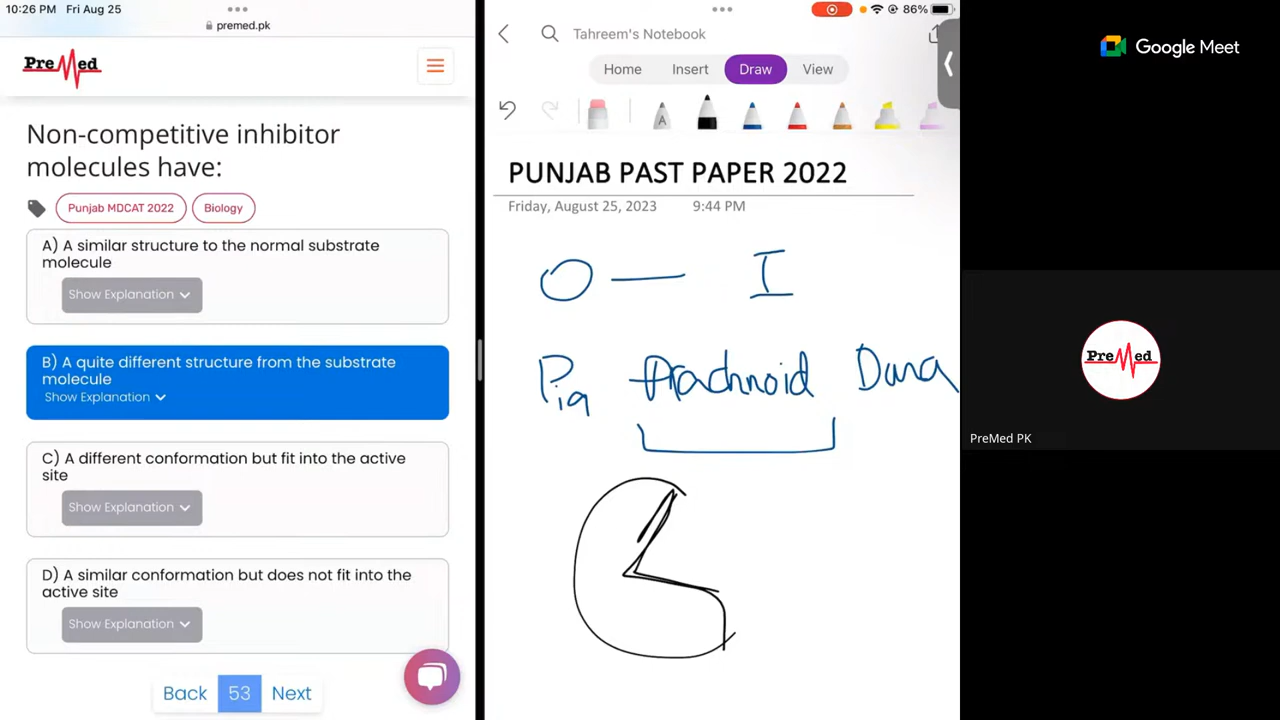 10:26 PM Fri Aug 25
premed.pk
PreMed
Non-competitive inhibitor
molecules have:
Punjab MDCAT 2022
Biology
A) A similar structure to the normal substrate
molecule
Show Explanation
B) A quite different structure from the substrate
molecule
Show Explanation
C) A different conformation but fit into the active
site
Show Explanation
D) A similar conformation but does not fit into the
active site
Show Explanation
Back 53 Next
86%
Tahreem's Notebook
Home Insert Draw View
A
PUNJAB PAST PAPER 2022
Friday, August 25, 2023 9:44 PM
O — I
Pia Arachnoid Dura
Google Meet
PreMed
PreMed PK